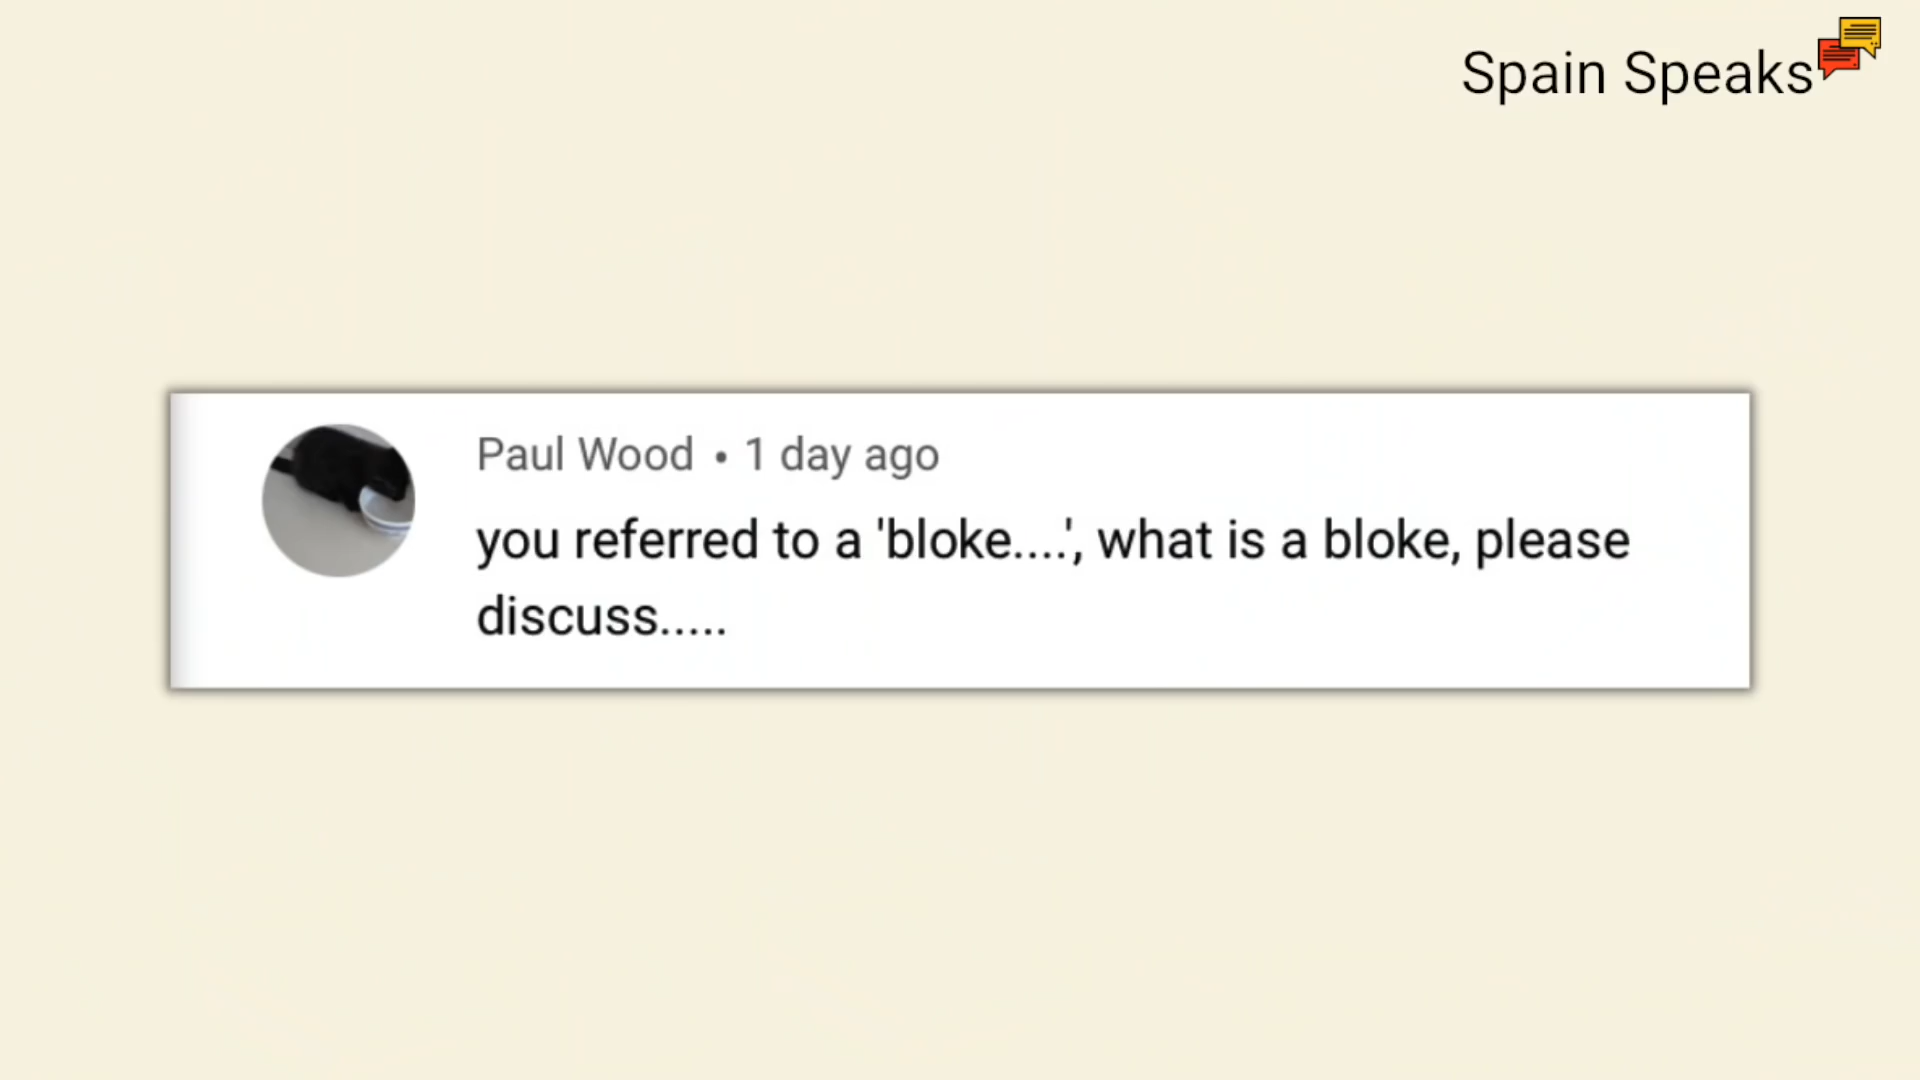 Spain Speaks
Paul Wood • 1 day ago
you referred to a 'bloke....', what is a bloke, please
discuss.....